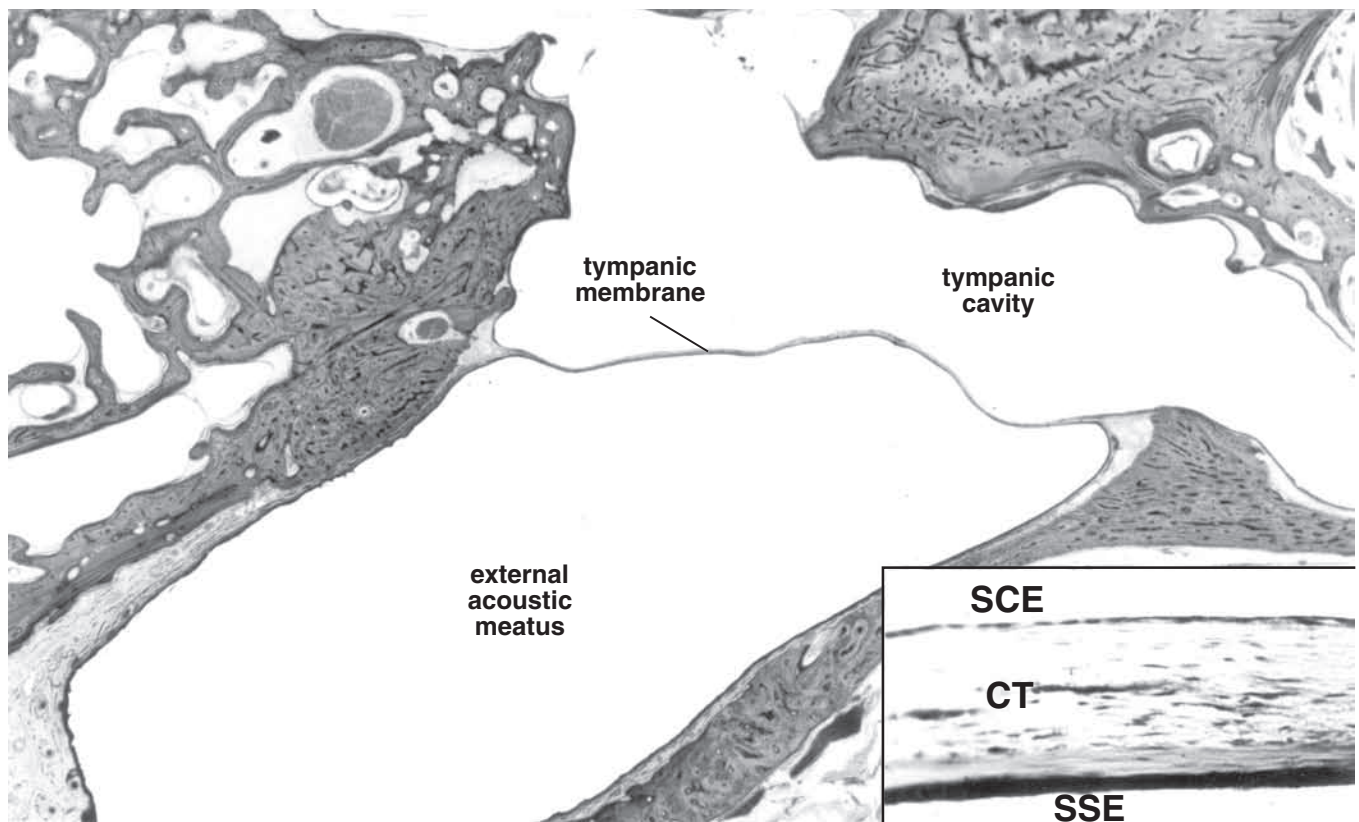 tympanic
membrane
tympanic
cavity
external
acoustic
meatus
SCE
CT
SSE